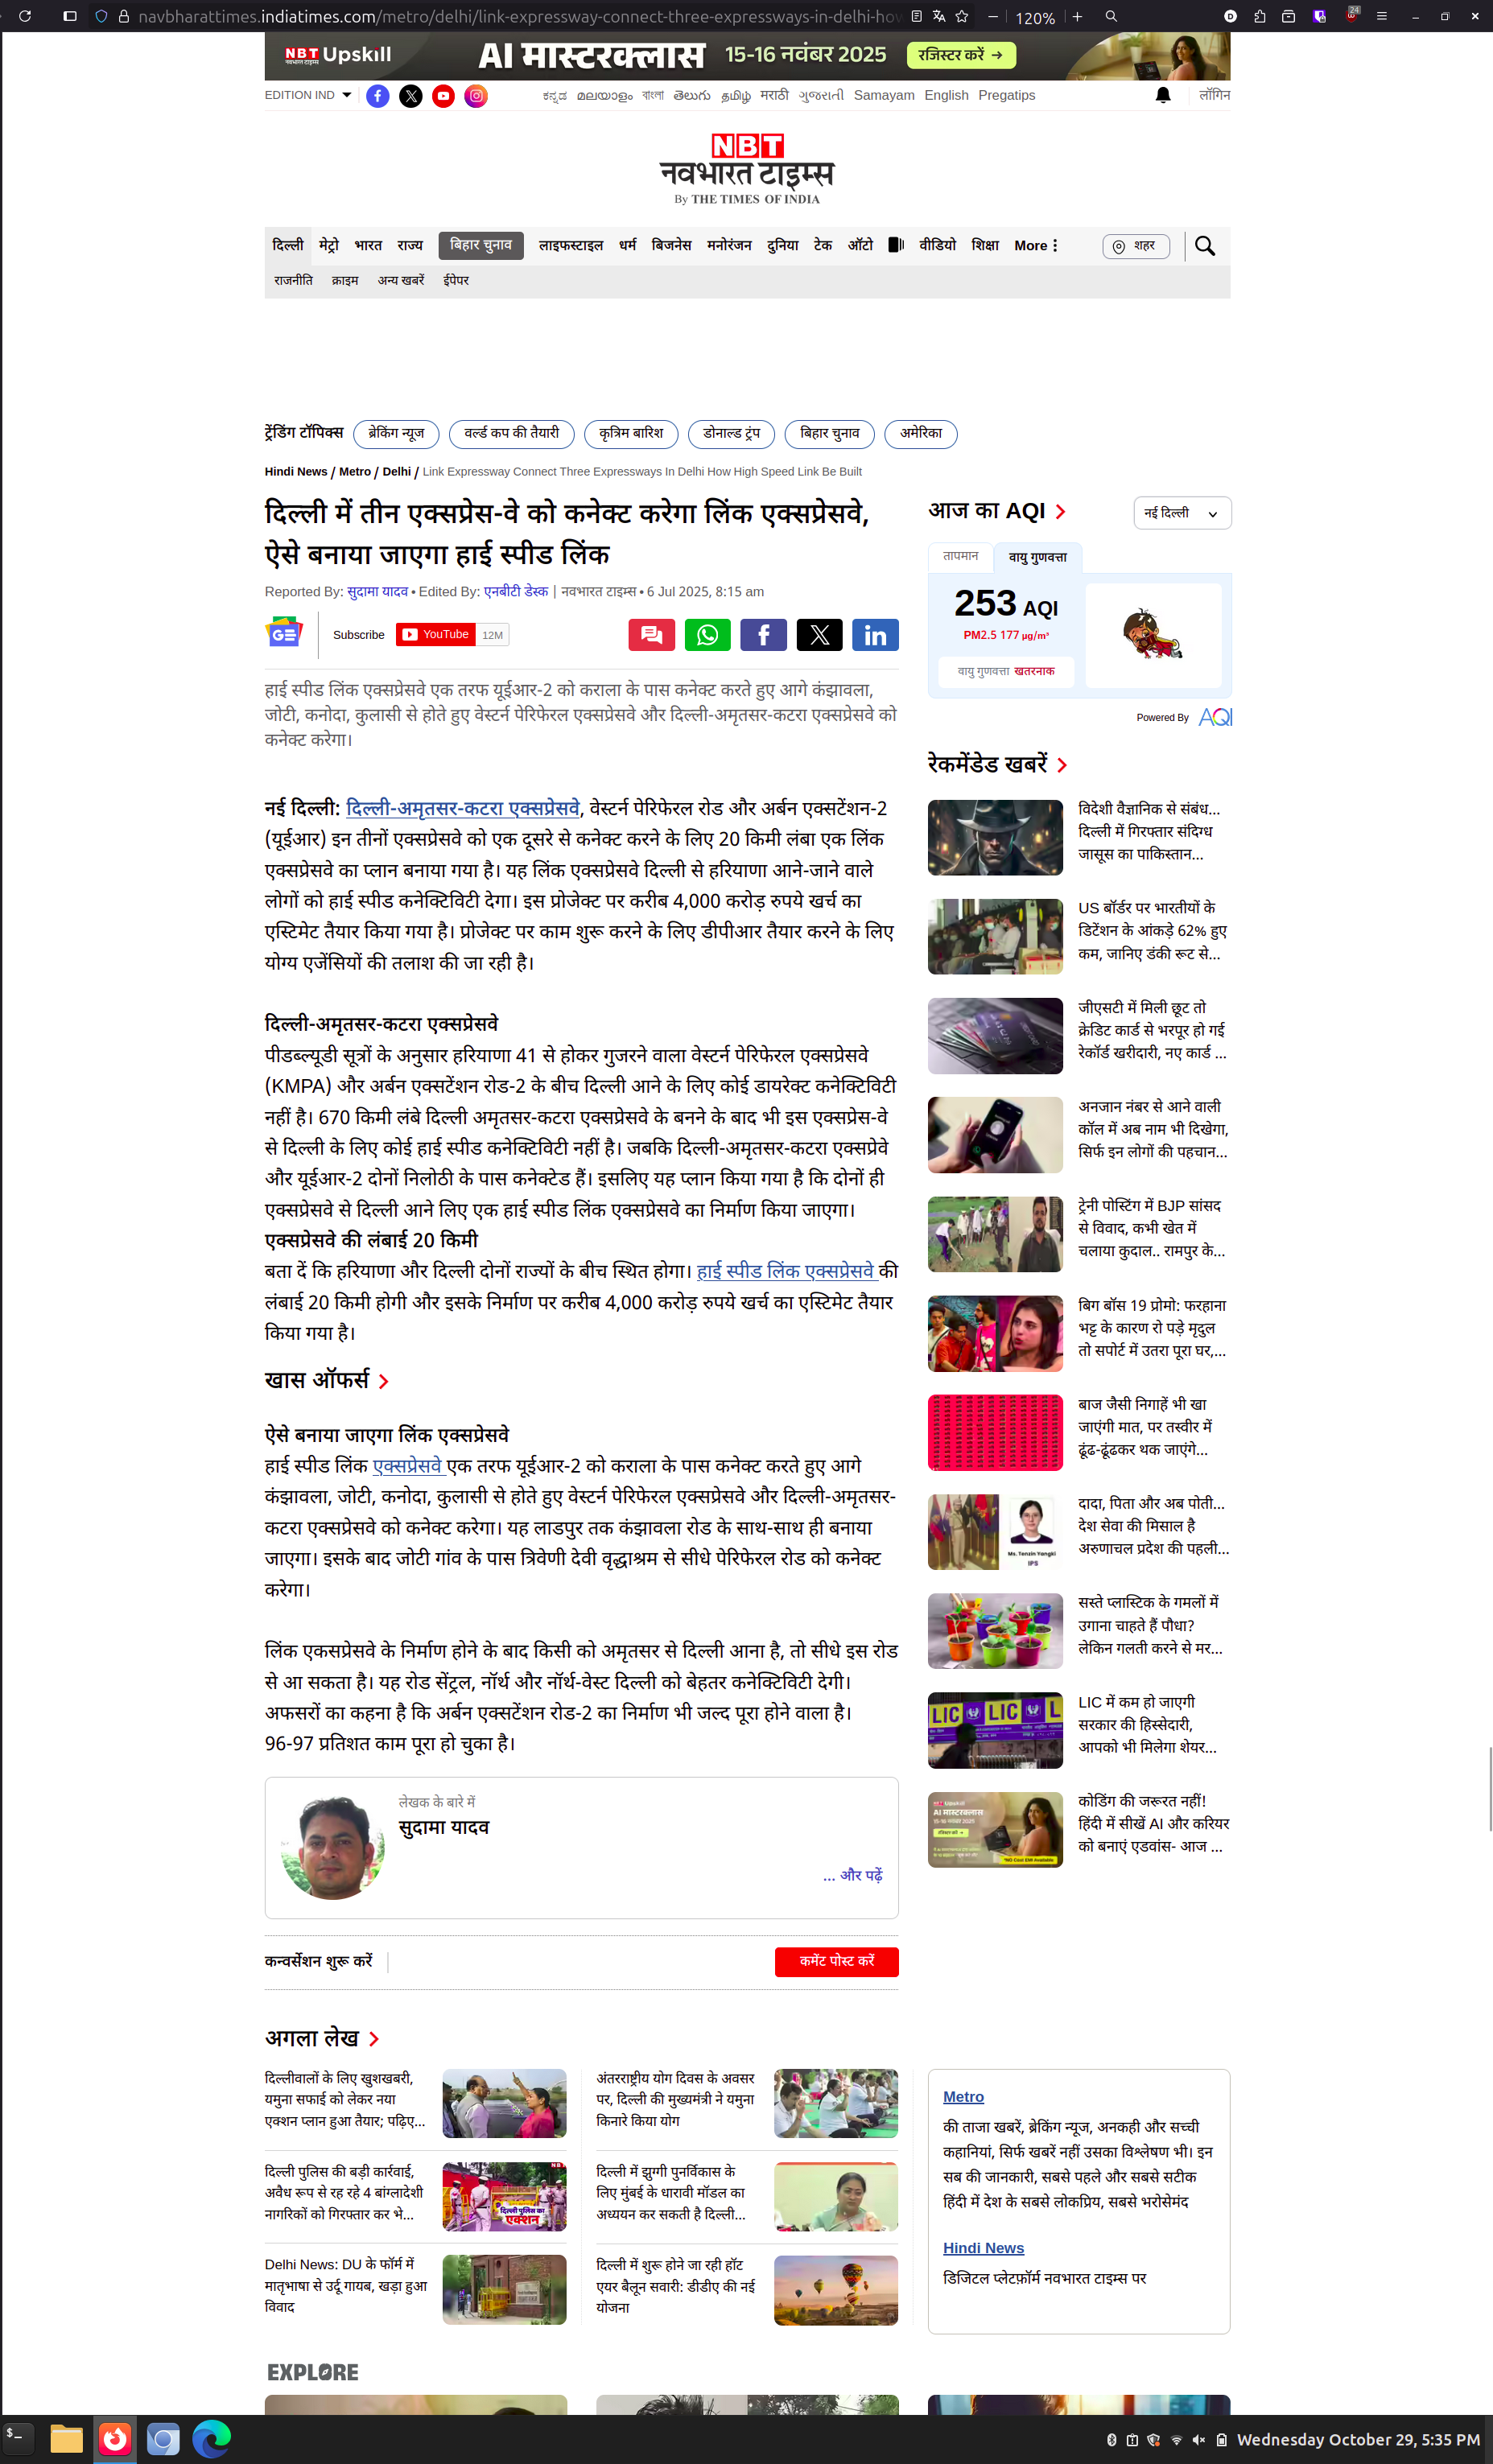 navbharattimes.indiatimes.com/metro/delhi/link-expressway-connect-three-expressways-in-delhi-how
120%
24
NBT Upskill
नवभारत टाइम्स
AI मास्टरक्लास
15-16 नवंबर 2025
रजिस्टर करें →
EDITION IND
ಕನ್ನಡ മലയാളം বাংলা తెలుగు தமிழ் मराठी ગુજરાતી Samayam English Pregatips
लॉगिन
NBT
नवभारत टाइम्स
By THE TIMES OF INDIA
दिल्ली मेट्रो भारत राज्य बिहार चुनाव लाइफस्टाइल धर्म बिजनेस मनोरंजन दुनिया टेक ऑटो वीडियो शिक्षा More
शहर
राजनीति क्राइम अन्य खबरें ईपेपर
ट्रेंडिंग टॉपिक्स ब्रेकिंग न्यूज वर्ल्ड कप की तैयारी कृत्रिम बारिश डोनाल्ड ट्रंप बिहार चुनाव अमेरिका
Hindi News / Metro / Delhi / Link Expressway Connect Three Expressways In Delhi How High Speed Link Be Built
दिल्ली में तीन एक्सप्रेस-वे को कनेक्ट करेगा लिंक एक्सप्रेसवे,
ऐसे बनाया जाएगा हाई स्पीड लिंक
Reported By: सुदामा यादव • Edited By: एनबीटी डेस्क | नवभारत टाइम्स • 6 Jul 2025, 8:15 am
Subscribe
YouTube 12M
हाई स्पीड लिंक एक्सप्रेसवे एक तरफ यूईआर-2 को कराला के पास कनेक्ट करते हुए आगे कंझावला,
जोटी, कनोदा, कुलासी से होते हुए वेस्टर्न पेरिफेरल एक्सप्रेसवे और दिल्ली-अमृतसर-कटरा एक्सप्रेसवे को
कनेक्ट करेगा।
नई दिल्ली: दिल्ली-अमृतसर-कटरा एक्सप्रेसवे, वेस्टर्न पेरिफेरल रोड और अर्बन एक्सटेंशन-2
(यूईआर) इन तीनों एक्सप्रेसवे को एक दूसरे से कनेक्ट करने के लिए 20 किमी लंबा एक लिंक
एक्सप्रेसवे का प्लान बनाया गया है। यह लिंक एक्सप्रेसवे दिल्ली से हरियाणा आने-जाने वाले
लोगों को हाई स्पीड कनेक्टिविटी देगा। इस प्रोजेक्ट पर करीब 4,000 करोड़ रुपये खर्च का
एस्टिमेट तैयार किया गया है। प्रोजेक्ट पर काम शुरू करने के लिए डीपीआर तैयार करने के लिए
योग्य एजेंसियों की तलाश की जा रही है।
दिल्ली-अमृतसर-कटरा एक्सप्रेसवे
पीडब्ल्यूडी सूत्रों के अनुसार हरियाणा 41 से होकर गुजरने वाला वेस्टर्न पेरिफेरल एक्सप्रेसवे
(KMPA) और अर्बन एक्सटेंशन रोड-2 के बीच दिल्ली आने के लिए कोई डायरेक्ट कनेक्टिविटी
नहीं है। 670 किमी लंबे दिल्ली अमृतसर-कटरा एक्सप्रेसवे के बनने के बाद भी इस एक्सप्रेस-वे
से दिल्ली के लिए कोई हाई स्पीड कनेक्टिविटी नहीं है। जबकि दिल्ली-अमृतसर-कटरा एक्सप्रेवे
और यूईआर-2 दोनों निलोठी के पास कनेक्टेड हैं। इसलिए यह प्लान किया गया है कि दोनों ही
एक्सप्रेसवे से दिल्ली आने लिए एक हाई स्पीड लिंक एक्सप्रेसवे का निर्माण किया जाएगा।
एक्सप्रेसवे की लंबाई 20 किमी
बता दें कि हरियाणा और दिल्ली दोनों राज्यों के बीच स्थित होगा। हाई स्पीड लिंक एक्सप्रेसवे की
लंबाई 20 किमी होगी और इसके निर्माण पर करीब 4,000 करोड़ रुपये खर्च का एस्टिमेट तैयार
किया गया है।
खास ऑफर्स
ऐसे बनाया जाएगा लिंक एक्सप्रेसवे
हाई स्पीड लिंक एक्सप्रेसवे एक तरफ यूईआर-2 को कराला के पास कनेक्ट करते हुए आगे
कंझावला, जोटी, कनोदा, कुलासी से होते हुए वेस्टर्न पेरिफेरल एक्सप्रेसवे और दिल्ली-अमृतसर-
कटरा एक्सप्रेसवे को कनेक्ट करेगा। यह लाडपुर तक कंझावला रोड के साथ-साथ ही बनाया
जाएगा। इसके बाद जोटी गांव के पास त्रिवेणी देवी वृद्धाश्रम से सीधे पेरिफेरल रोड को कनेक्ट
करेगा।
लिंक एकसप्रेसवे के निर्माण होने के बाद किसी को अमृतसर से दिल्ली आना है, तो सीधे इस रोड
से आ सकता है। यह रोड सेंट्रल, नॉर्थ और नॉर्थ-वेस्ट दिल्ली को बेहतर कनेक्टिविटी देगी।
अफसरों का कहना है कि अर्बन एक्सटेंशन रोड-2 का निर्माण भी जल्द पूरा होने वाला है।
96-97 प्रतिशत काम पूरा हो चुका है।
लेखक के बारे में
सुदामा यादव
... और पढ़ें
कन्वर्सेशन शुरू करें
कमेंट पोस्ट करें
आज का AQI
नई दिल्ली
तापमान वायु गुणवत्ता
253 AQI
PM2.5 177 µg/m³
वायु गुणवत्ता खतरनाक
Powered By AQI
रेकमेंडेड खबरें
विदेशी वैज्ञानिक से संबंध...
दिल्ली में गिरफ्तार संदिग्ध
जासूस का पाकिस्तान...
US बॉर्डर पर भारतीयों के
डिटेंशन के आंकड़े 62% हुए
कम, जानिए डंकी रूट से...
जीएसटी में मिली छूट तो
क्रेडिट कार्ड से भरपूर हो गई
रेकॉर्ड खरीदारी, नए कार्ड ...
अनजान नंबर से आने वाली
कॉल में अब नाम भी दिखेगा,
सिर्फ इन लोगों की पहचान...
ट्रेनी पोस्टिंग में BJP सांसद
से विवाद, कभी खेत में
चलाया कुदाल.. रामपुर के...
बिग बॉस 19 प्रोमो: फरहाना
भट्ट के कारण रो पड़े मृदुल
तो सपोर्ट में उतरा पूरा घर,...
बाज जैसी निगाहें भी खा
जाएंगी मात, पर तस्वीर में
ढूंढ-ढूंढकर थक जाएंगे...
Ms. Tenzin Yangki
IPS
दादा, पिता और अब पोती...
देश सेवा की मिसाल है
अरुणाचल प्रदेश की पहली...
सस्ते प्लास्टिक के गमलों में
उगाना चाहते हैं पौधा?
लेकिन गलती करने से मर...
LIC LIC L
LIC में कम हो जाएगी
सरकार की हिस्सेदारी,
आपको भी मिलेगा शेयर...
Upskill
AI मास्टरक्लास
15-16 नवंबर 2025
*NO Cost EMI Available
कोडिंग की जरूरत नहीं!
हिंदी में सीखें AI और करियर
को बनाएं एडवांस- आज ...
अगला लेख
दिल्लीवालों के लिए खुशखबरी,
यमुना सफाई को लेकर नया
एक्शन प्लान हुआ तैयार; पढ़िए...
दिल्ली पुलिस की बड़ी कार्रवाई,
अवैध रूप से रह रहे 4 बांग्लादेशी
नागरिकों को गिरफ्तार कर भे...
दिल्ली पुलिस का
एक्शन
Delhi News: DU के फॉर्म में
मातृभाषा से उर्दू गायब, खड़ा हुआ
विवाद
अंतरराष्ट्रीय योग दिवस के अवसर
पर, दिल्ली की मुख्यमंत्री ने यमुना
किनारे किया योग
दिल्ली में झुग्गी पुनर्विकास के
लिए मुंबई के धारावी मॉडल का
अध्ययन कर सकती है दिल्ली...
दिल्ली में शुरू होने जा रही हॉट
एयर बैलून सवारी: डीडीए की नई
योजना
Metro
की ताजा खबरें, ब्रेकिंग न्यूज, अनकही और सच्ची
कहानियां, सिर्फ खबरें नहीं उसका विश्लेषण भी। इन
सब की जानकारी, सबसे पहले और सबसे सटीक
हिंदी में देश के सबसे लोकप्रिय, सबसे भरोसेमंद
Hindi News
डिजिटल प्लेटफ़ॉर्म नवभारत टाइम्स पर
EXPLORE
Wednesday October 29, 5:35 PM